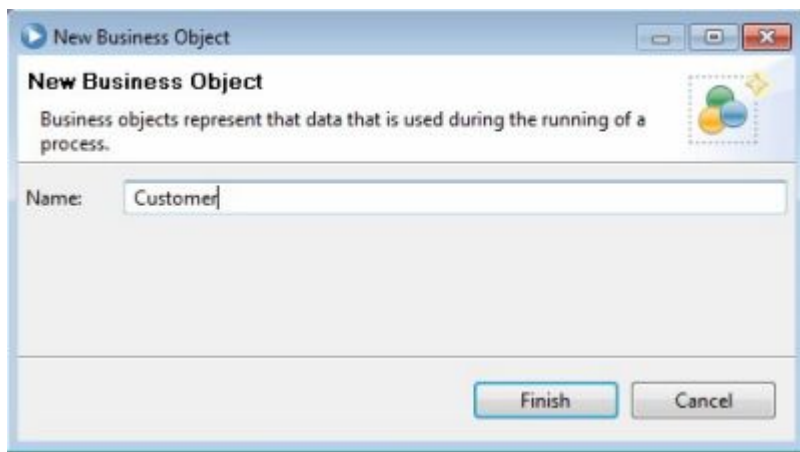 New Business Object
New Business Object
Business objects represent that data that is used during the running of a
process.
Name: Customer
Finish Cancel